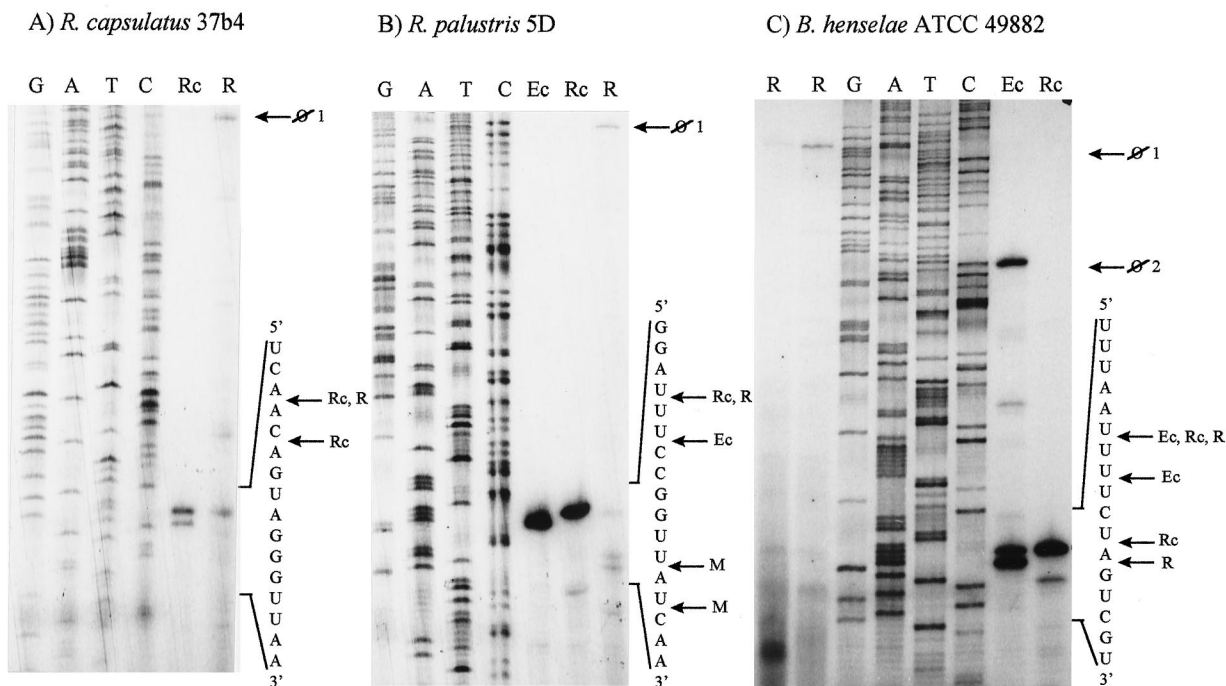 A) R. capsulatus 37b4
G A T C Rc R
ø 1
5’
U
C
A
A
C
A
G
U
A
G
G
G
U
U
A
A
3’
Rc, R
Rc
B) R. palustris 5D
G A T C Ec Rc R
ø 1
5’
G
G
A
U
U
U
C
C
G
G
U
U
A
U
C
A
A
3’
Rc, R
Ec
M
M
C) B. henselae ATCC 49882
R R G A T C Ec Rc
ø 1
ø 2
5’
U
U
U
A
A
U
U
U
U
C
U
A
G
U
C
G
U
3’
Ec, Rc, R
Ec
Rc
R